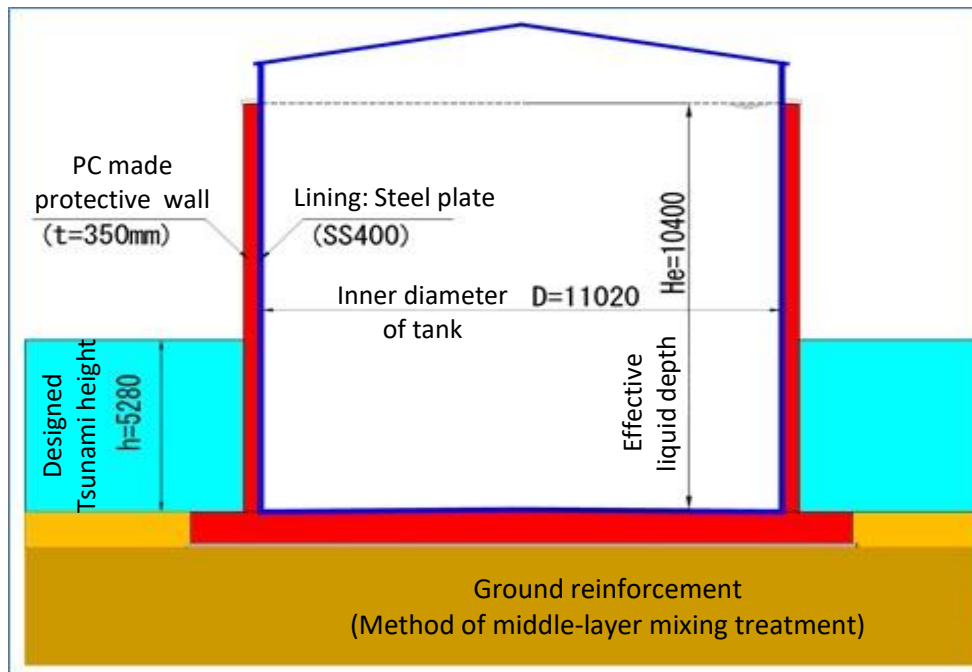 PC made
protective wall
(t=350mm)
Lining: Steel plate
(SS400)
Inner diameter
of tank
D=11020
He=10400
Effective
liquid depth
Designed
Tsunami height
h=5280
Ground reinforcement
(Method of middle-layer mixing treatment)